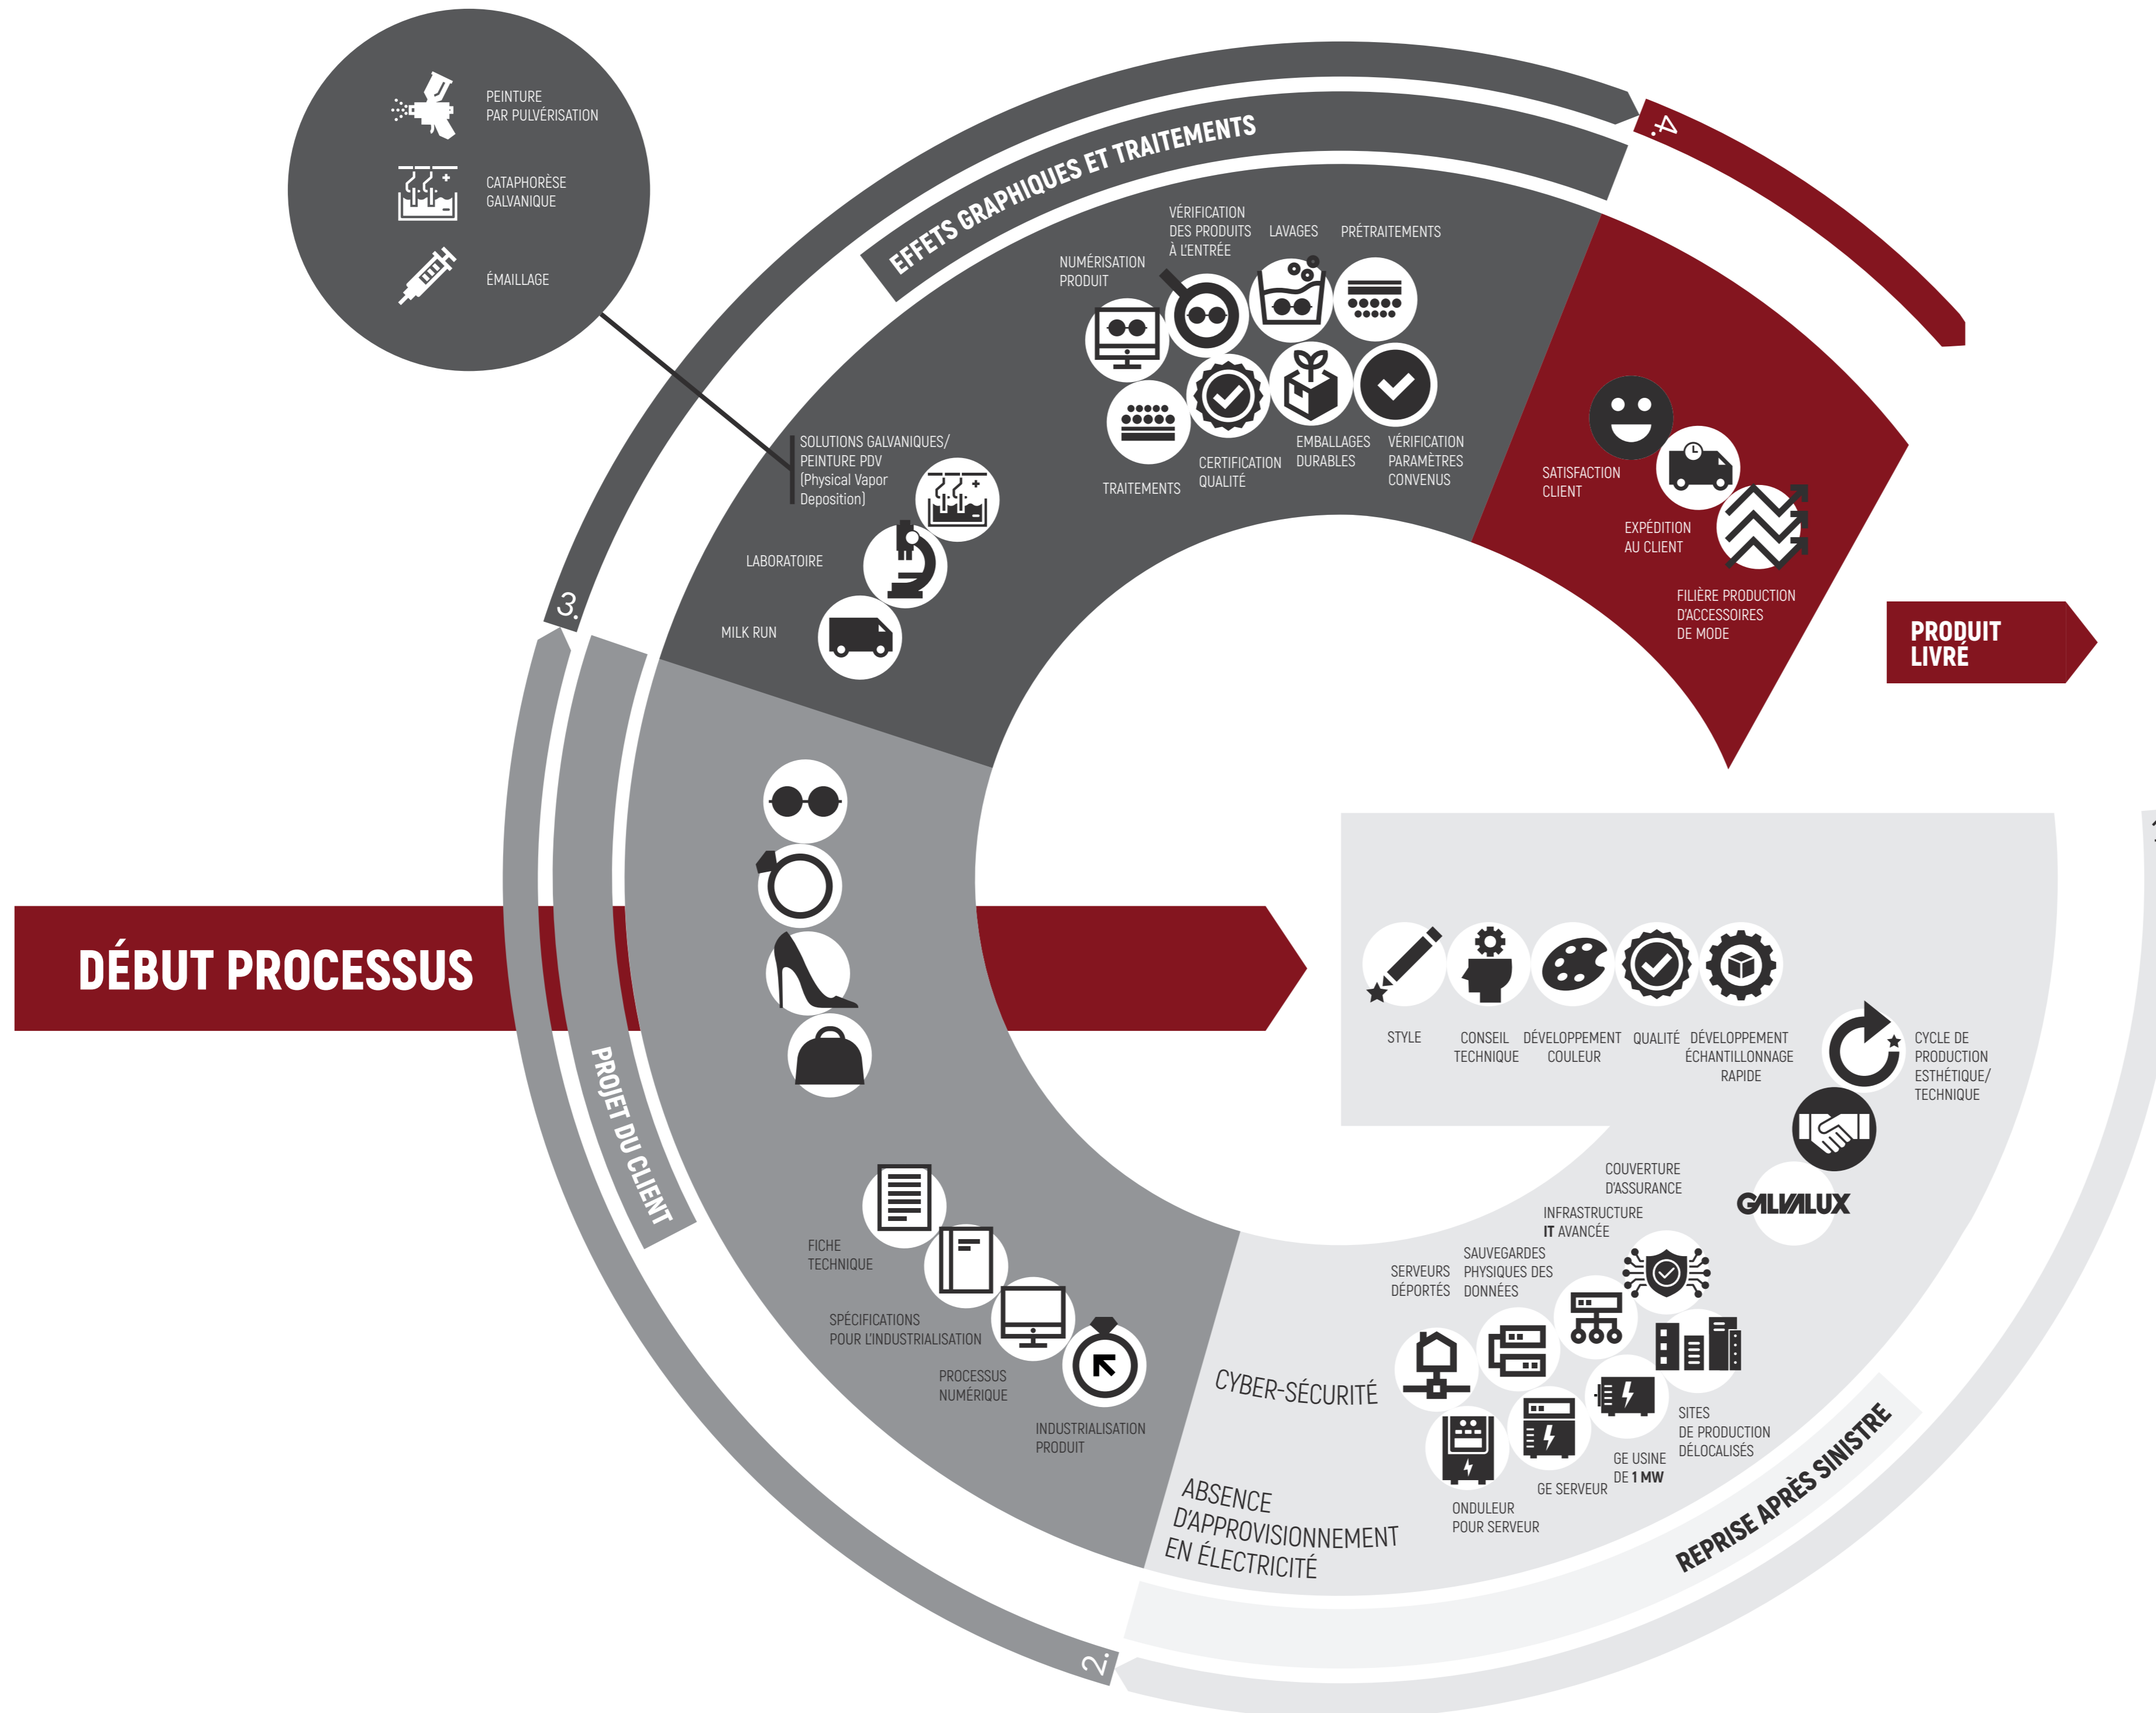 PEINTURE
PAR PULVÉRISATION
CATAPHORÈSE
GALVANIQUE
ÉMAILLAGE
EFFETS GRAPHIQUES ET TRAITEMENTS
4.
VÉRIFICATION
DES PRODUITS
À L'ENTRÉE
LAVAGES
PRÉTRAITEMENTS
NUMÉRISATION
PRODUIT
SOLUTIONS GALVANIQUES/
PEINTURE PDV
(Physical Vapor
Deposition)
TRAITEMENTS
CERTIFICATION
QUALITÉ
EMBALLAGES
DURABLES
VÉRIFICATION
PARAMÈTRES
CONVENUS
SATISFACTION
CLIENT
EXPÉDITION
AU CLIENT
FILIÈRE PRODUCTION
D'ACCESSOIRES
DE MODE
LABORATOIRE
MILK RUN
3.
PRODUIT
LIVRÉ
DÉBUT PROCESSUS
PROJET DU CLIENT
STYLE
CONSEIL
TECHNIQUE
DÉVELOPPEMENT
COULEUR
QUALITÉ
DÉVELOPPEMENT
ÉCHANTILLONNAGE
RAPIDE
CYCLE DE
PRODUCTION
ESTHÉTIQUE/
TECHNIQUE
GALVALUX
COUVERTURE
D'ASSURANCE
INFRASTRUCTURE
IT AVANCÉE
SAUVEGARDES
PHYSIQUES DES
DONNÉES
SERVEURS
DÉPORTÉS
FICHE
TECHNIQUE
SPÉCIFICATIONS
POUR L'INDUSTRIALISATION
PROCESSUS
NUMÉRIQUE
INDUSTRIALISATION
PRODUIT
CYBER-SÉCURITÉ
SITES
DE PRODUCTION
DÉLOCALISÉS
GE USINE
DE 1 MW
GE SERVEUR
ONDULEUR
POUR SERVEUR
ABSENCE
D'APPROVISIONNEMENT
EN ÉLECTRICITÉ
REPRISE APRÈS SINISTRE
2.